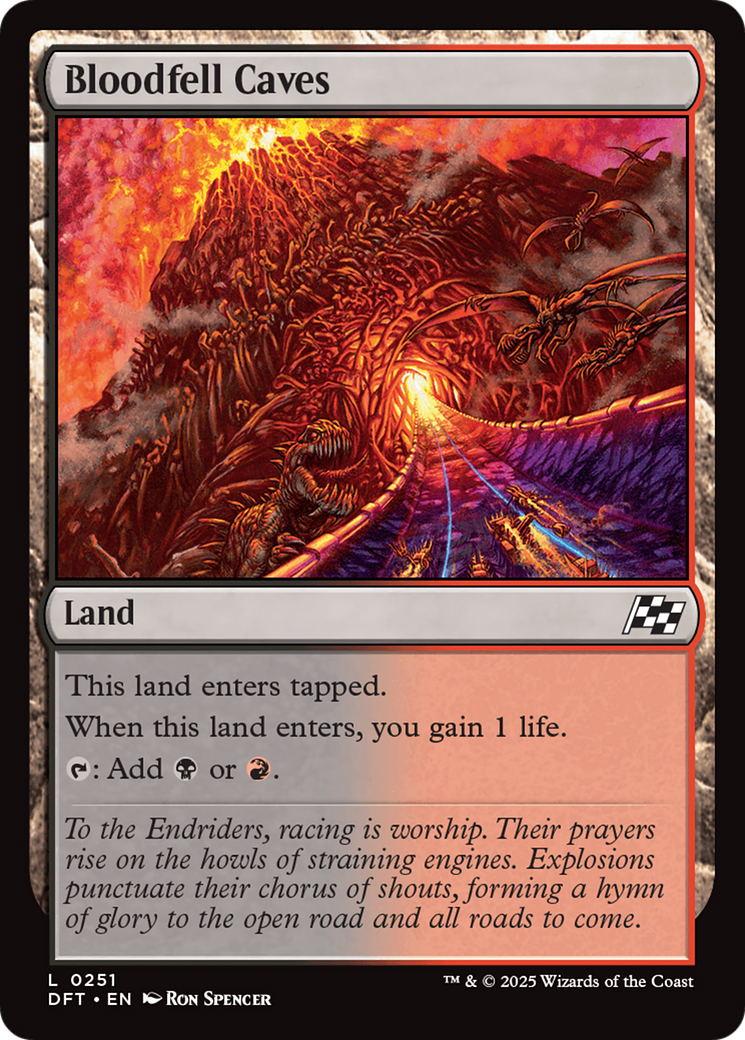 Bloodfell Caves
Land
This land enters tapped.
When this land enters, you gain 1 life.
: Add or .
To the Endriders, racing is worship. Their prayers
rise on the howls of straining engines. Explosions
punctuate their chorus of shouts, forming a hymn
of glory to the open road and all roads to come.
L 0251
DFT • EN Ron Spencer
™ & © 2025 Wizards of the Coast